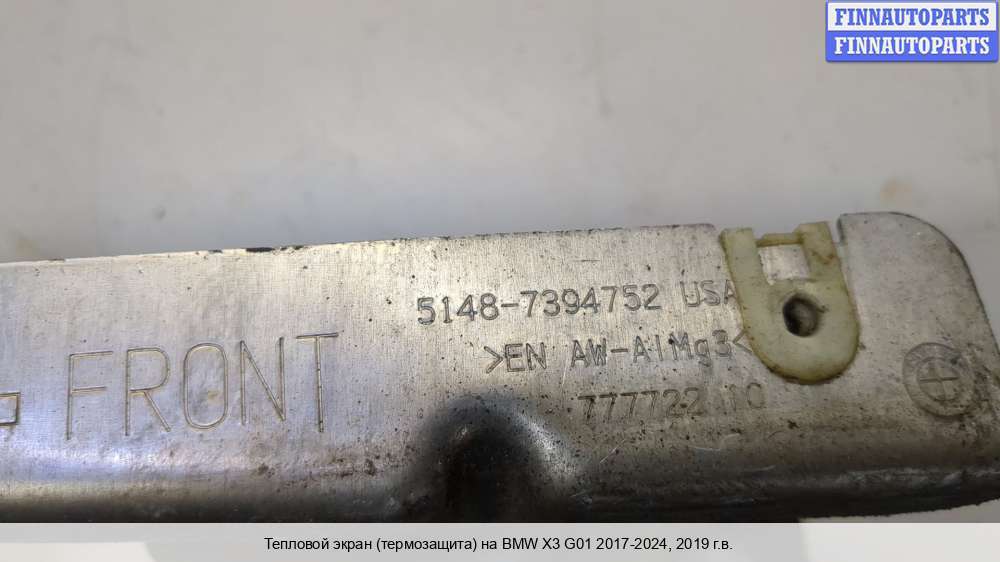 FINNAUTOPARTS
FINNAUTOPARTS
5148-7394752 USA
>EN AW-AlMg3<
FRONT
Тепловой экран (термозащита) на BMW X3 G01 2017-2024, 2019 г.в.